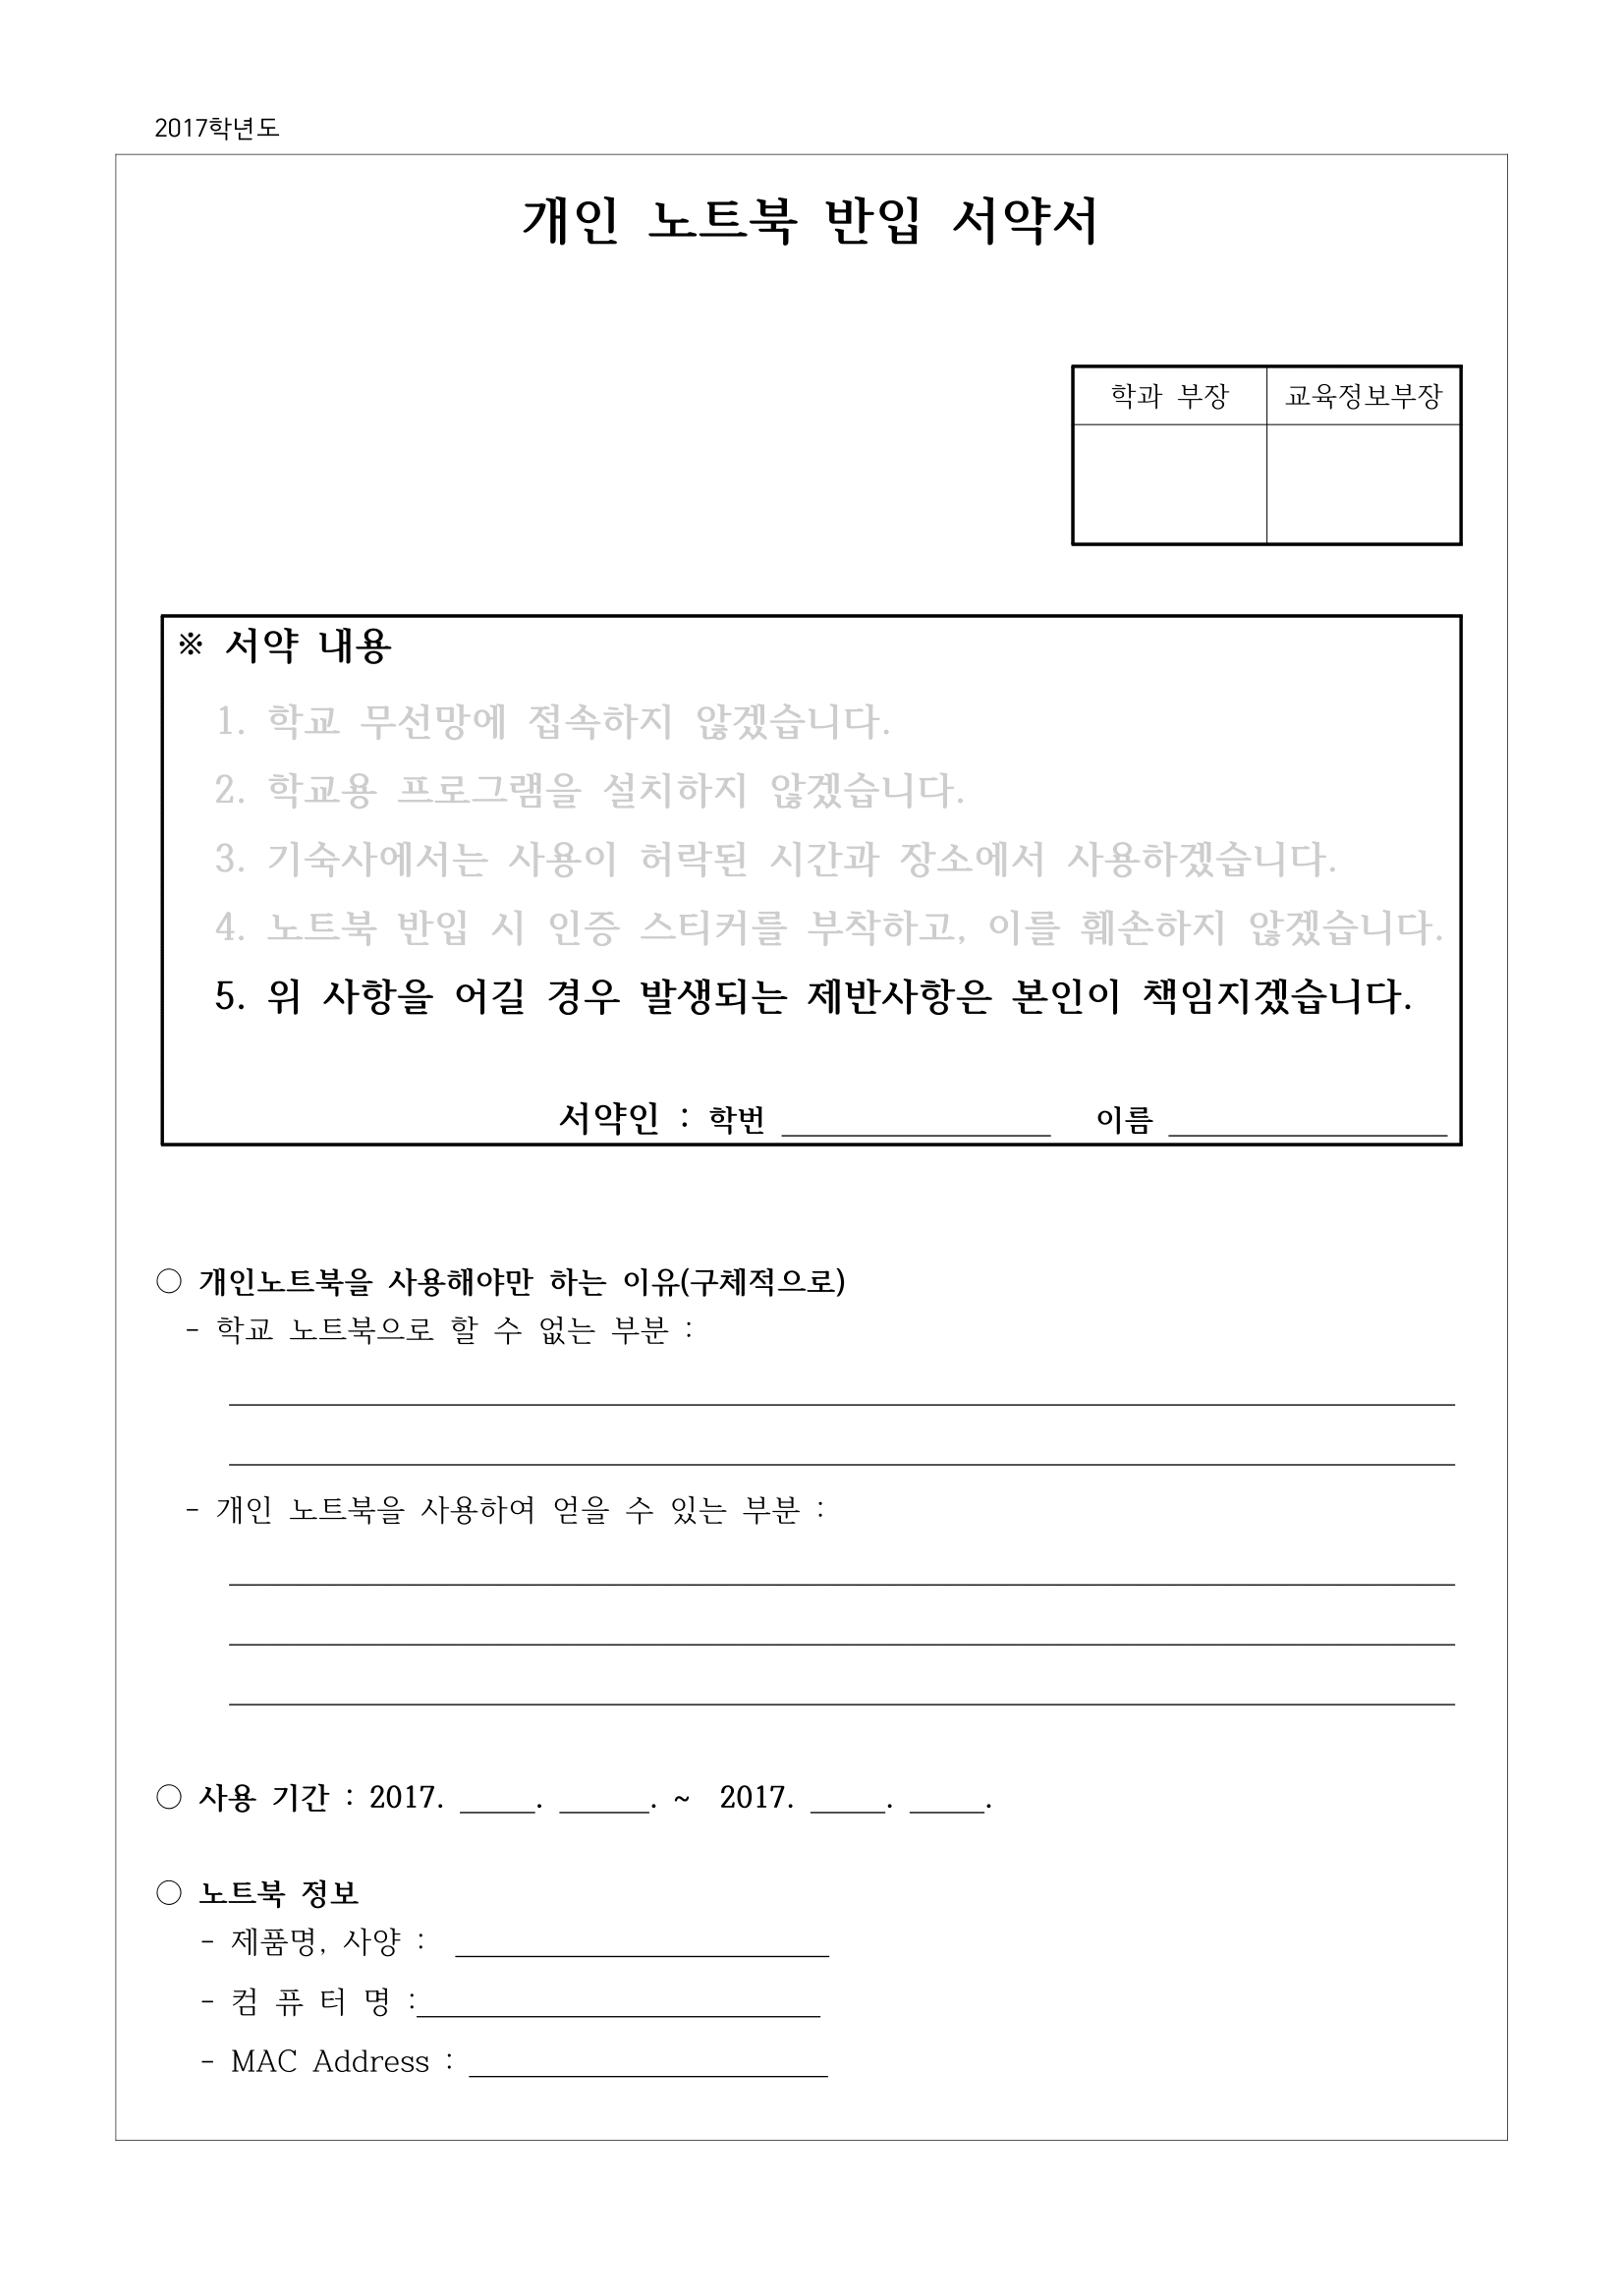 2017학년도
개인 노트북 반입 서약서
학과 부장 교육정보부장
※ 서약 내용
1. 학교 무선망에 접속하지 않겠습니다.
2. 학교용 프로그램을 설치하지 않겠습니다.
3. 기숙사에서는 사용이 허락된 시간과 장소에서 사용하겠습니다.
4. 노트북 반입 시 인증 스티커를 부착하고, 이를 훼손하지 않겠습니다.
5. 위 사항을 어길 경우 발생되는 제반사항은 본인이 책임지겠습니다.
서약인 : 학번 ________ 이름 ________
○ 개인노트북을 사용해야만 하는 이유(구체적으로)
- 학교 노트북으로 할 수 없는 부분 :
- 개인 노트북을 사용하여 얻을 수 있는 부분 :
○ 사용 기간 : 2017. _____. ______. ~ 2017. _____. _____.
○ 노트북 정보
- 제품명, 사양 : ________
- 컴 퓨 터 명 :________
- MAC Address : ________